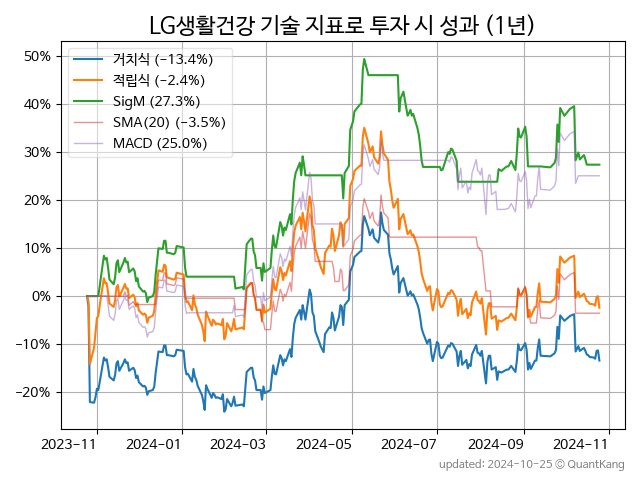 LG생활건강 기술 지표로 투자 시 성과 (1년)
50%
40%
30%
20%
10%
0%
−10%
−20%
거치식 (−13.4%)
적립식 (−2.4%)
SigM (27.3%)
SMA(20) (−3.5%)
MACD (25.0%)
2023−11 2024−01 2024−03 2024−05 2024−07 2024−09 2024−11
updated: 2024-10-25 ⓒ QuantKang